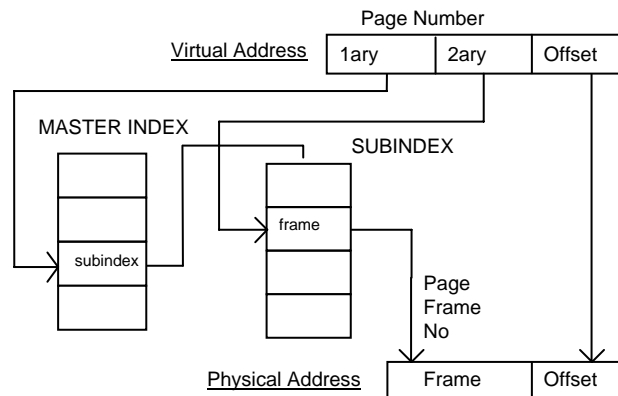 Page Number
Virtual Address
1ary
2ary
Offset
MASTER INDEX
SUBINDEX
frame
subindex
Page
Frame
No
Physical Address
Frame
Offset